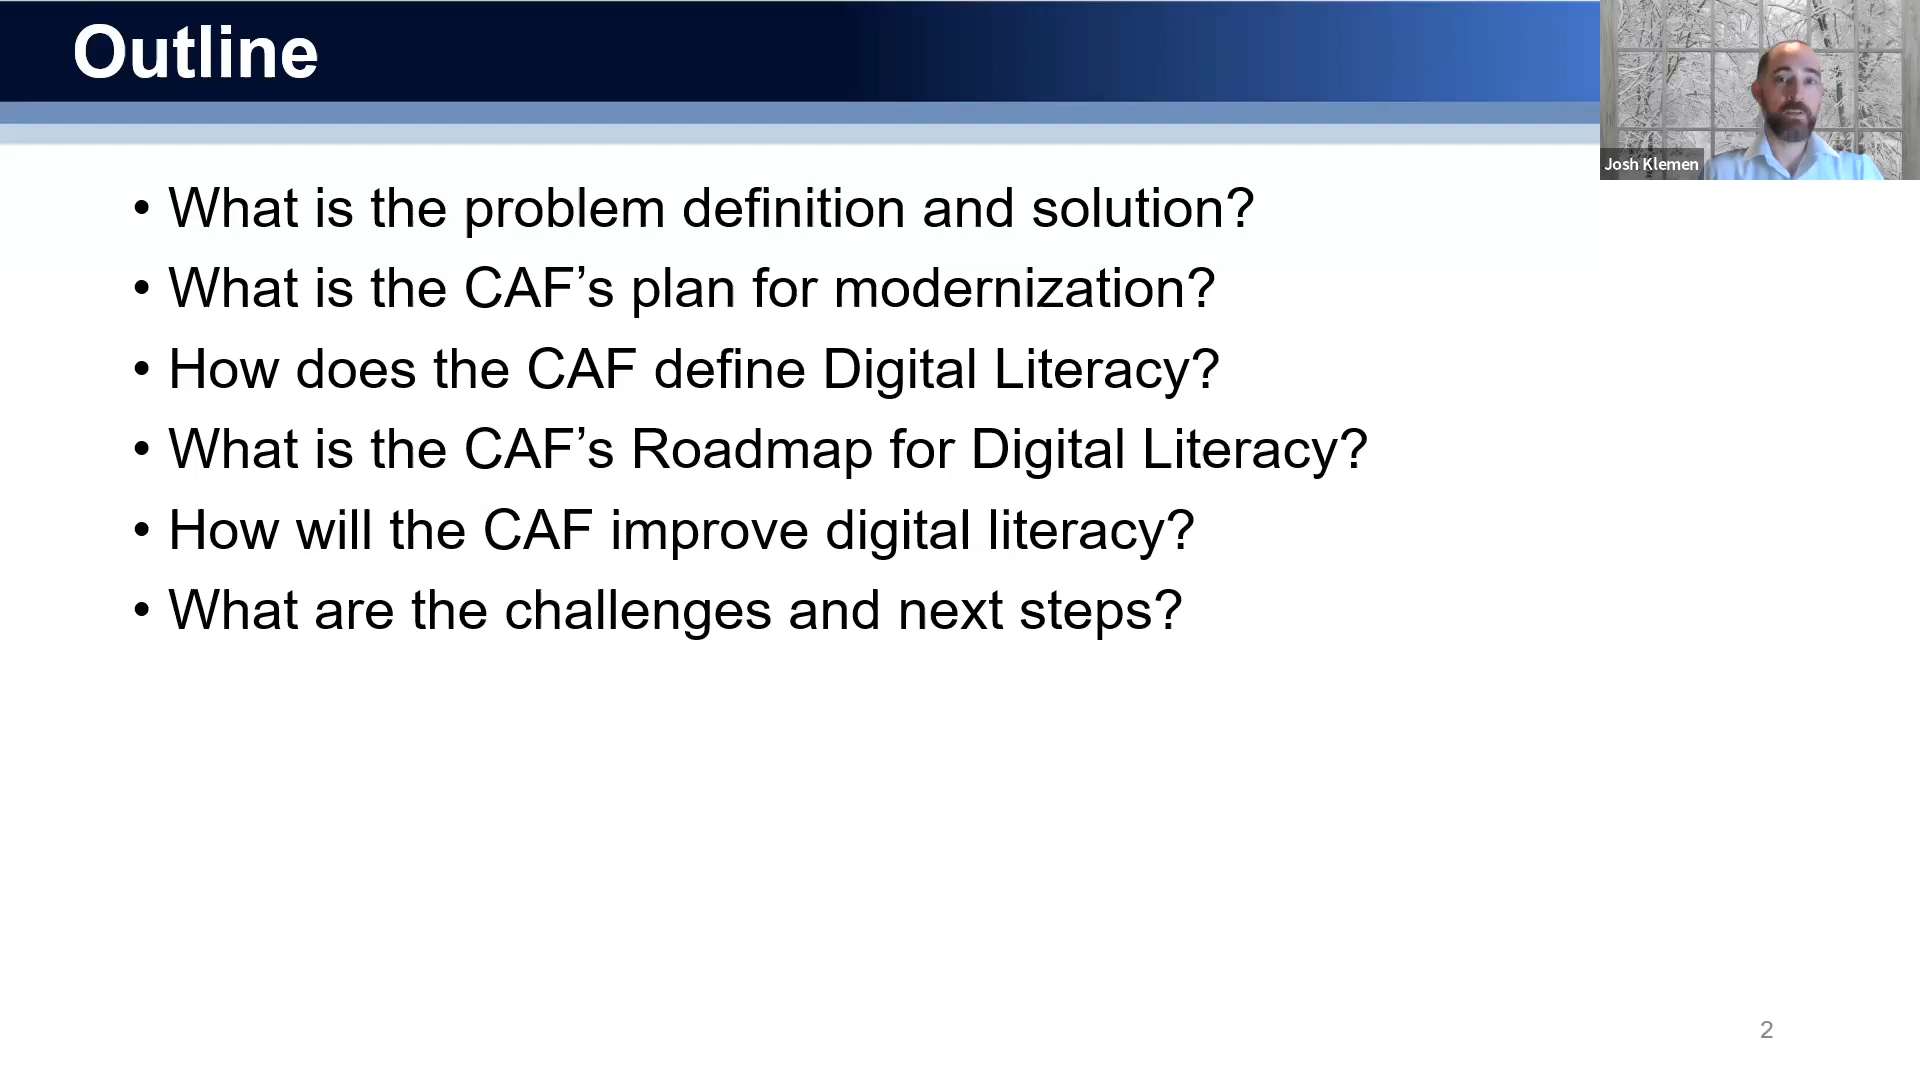 Outline
Josh Klemen
• What is the problem definition and solution?
• What is the CAF’s plan for modernization?
• How does the CAF define Digital Literacy?
• What is the CAF’s Roadmap for Digital Literacy?
• How will the CAF improve digital literacy?
• What are the challenges and next steps?
2